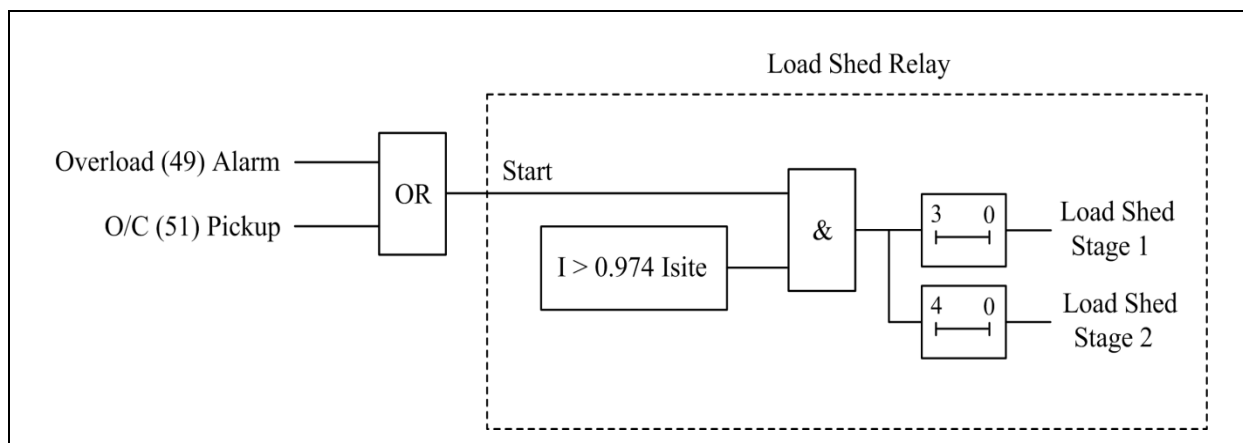 Load Shed Relay
Overload (49) Alarm
O/C (51) Pickup
OR
Start
I > 0.974 Isite
&
3 0
Load Shed
Stage 1
4 0
Load Shed
Stage 2